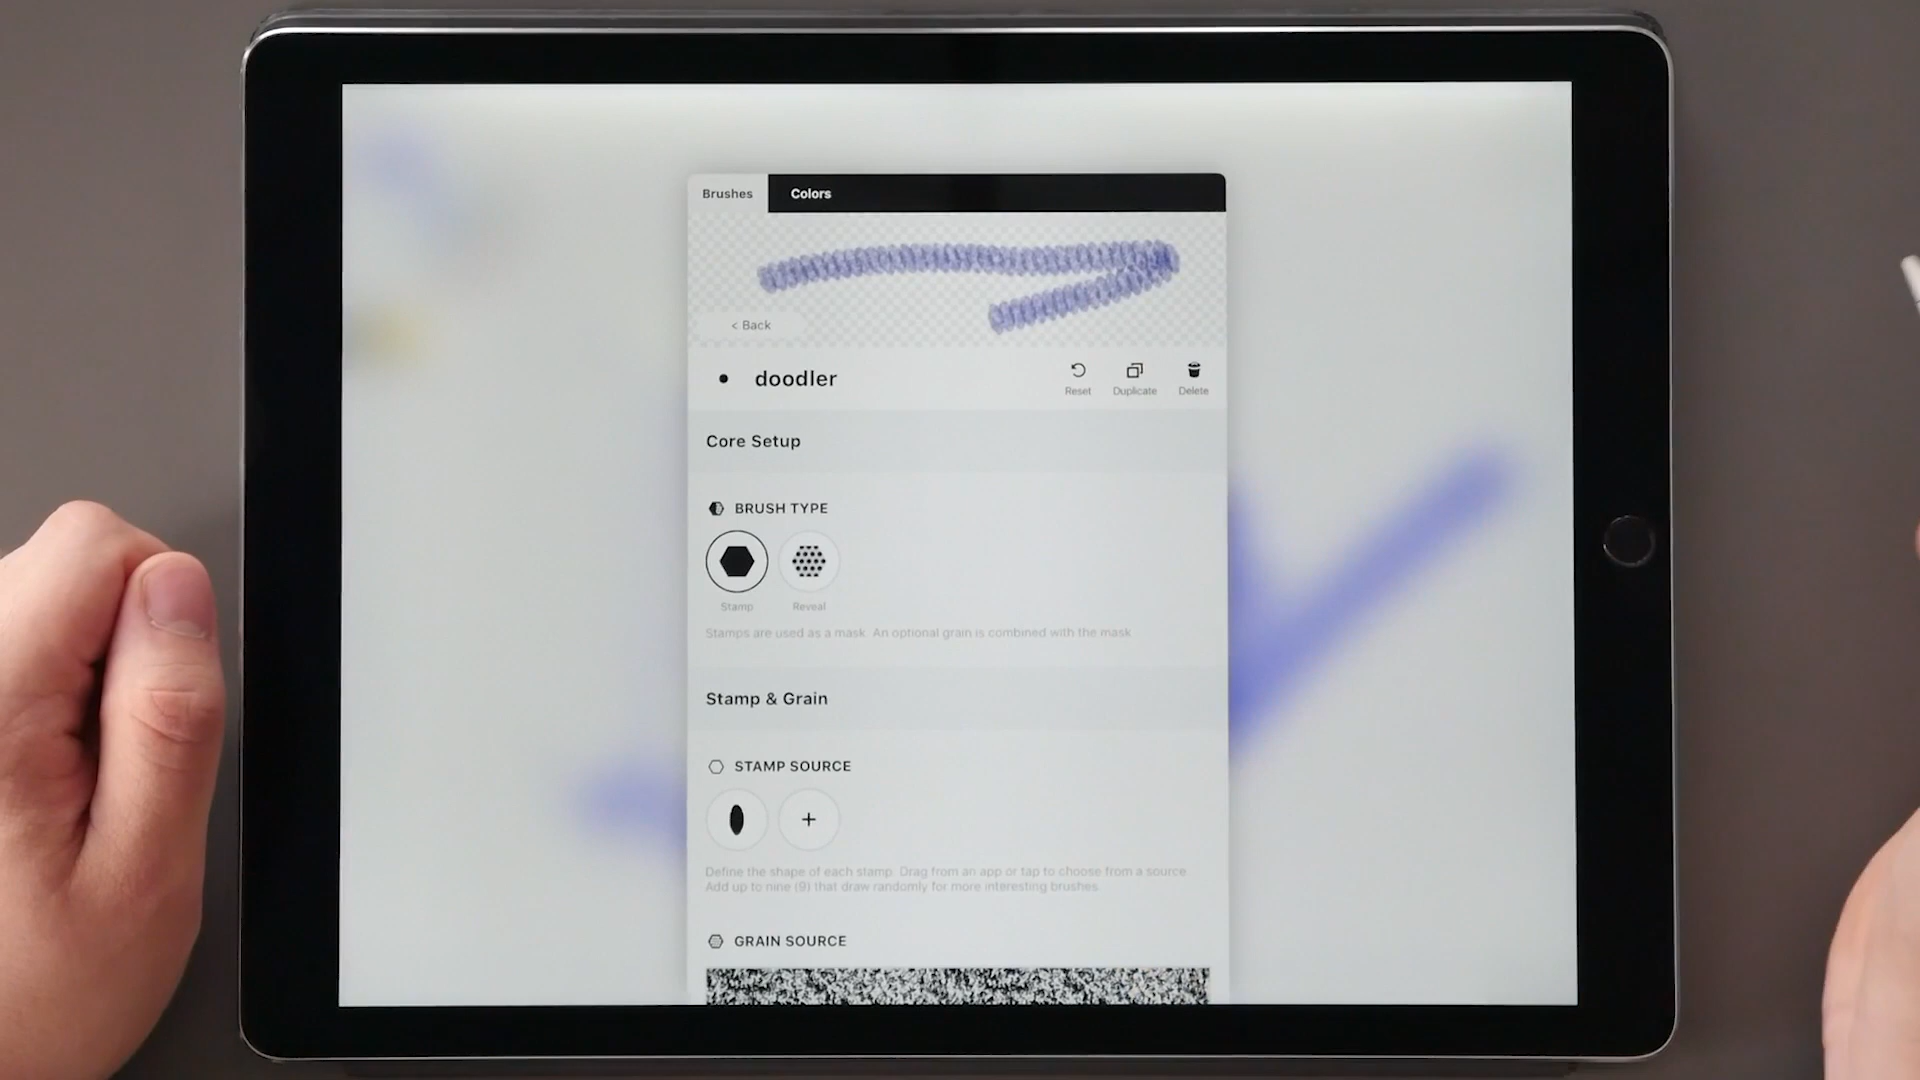 Brushes
Colors
< Back
doodler
Reset
Duplicate
Delete
Core Setup
BRUSH TYPE
Stamp
Reveal
Stamps are used as a mask. An optional grain is combined with the mask
Stamp & Grain
STAMP SOURCE
+
Define the shape of each stamp. Drag from an app or tap to choose from a source.
Add up to nine (9) that draw randomly for more interesting brushes
GRAIN SOURCE